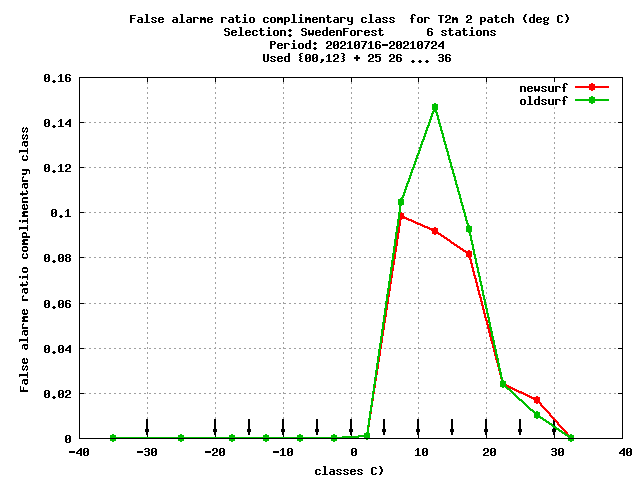 False alarme ratio complimentary class  for T2m 2 patch (deg C)
Selection: SwedenForest      6 stations
Period: 20210716-20210724
Used {00,12} + 25 26 ... 36
newsurf
oldsurf
False alarme ratio complimentary class
0.16
0.14
0.12
0.1
0.08
0.06
0.04
0.02
0
-40 -30 -20 -10 0 10 20 30 40
classes C)